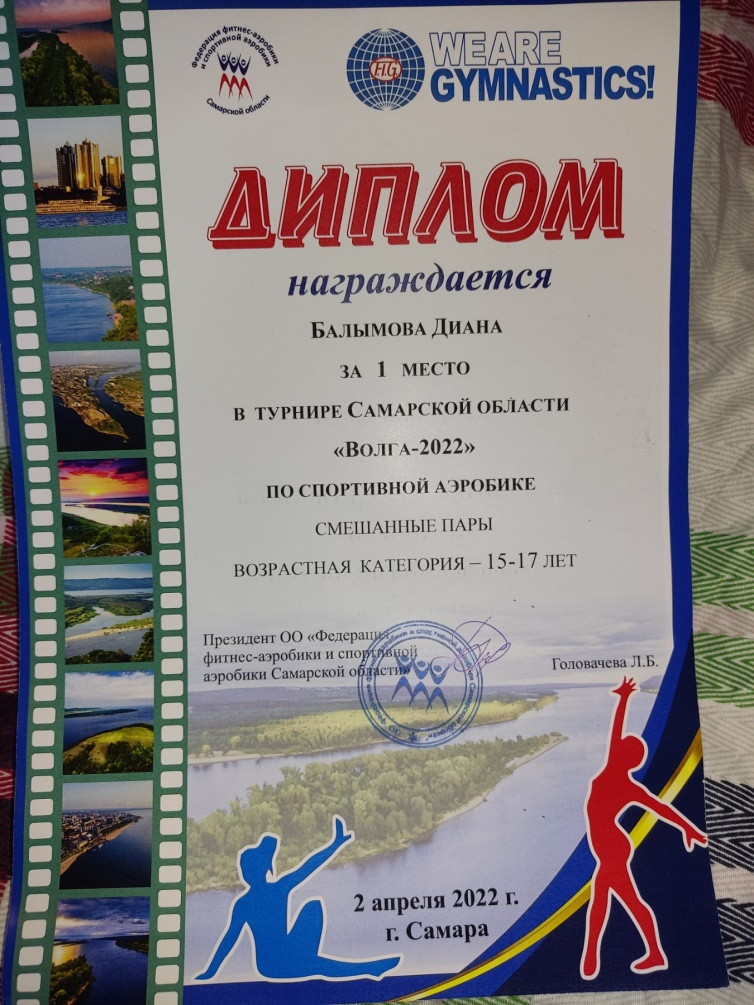 Федерация фитнес-аэробики
и спортивной аэробики
Самарской области
FIG
WE ARE
GYMNASTICS!
ДИПЛОМ
награждается
Балымова Диана
за 1 место
в турнире Самарской области
«Волга-2022»
по спортивной аэробике
смешанные пары
возрастная категория – 15-17 лет
Президент ОО «Федерация
фитнес-аэробики и спортивной
аэробики Самарской области»
Головачева Л.Б.
2 апреля 2022 г.
г. Самара